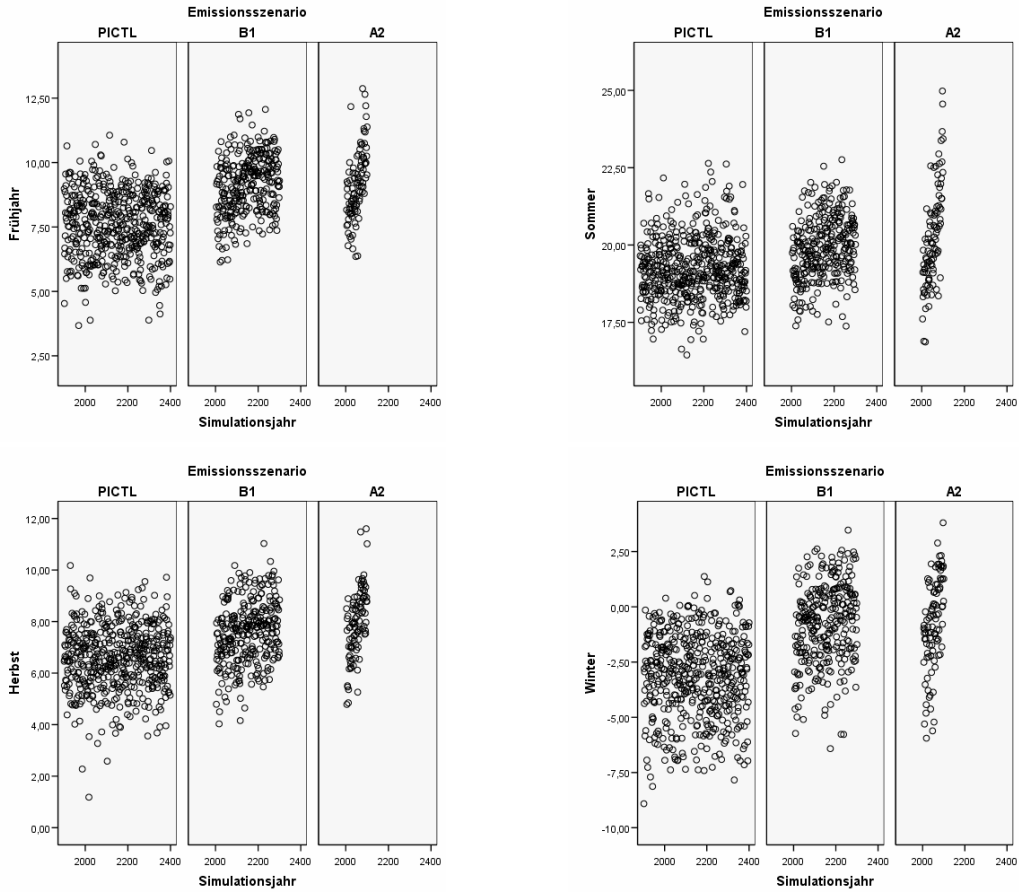 Emissionsszenario
PICTL B1 A2
Frühjahr
12,50
10,00
7,50
5,00
2,50
2000 2200 2400 2000 2200 2400 2000 2200 2400
Simulationsjahr
Emissionsszenario
PICTL B1 A2
Sommer
25,00
22,50
20,00
17,50
2000 2200 2400 2000 2200 2400 2000 2200 2400
Simulationsjahr
Emissionsszenario
PICTL B1 A2
Herbst
12,00
10,00
8,00
6,00
4,00
2,00
0,00
2000 2200 2400 2000 2200 2400 2000 2200 2400
Simulationsjahr
Emissionsszenario
PICTL B1 A2
Winter
2,50
0,00
-2,50
-5,00
-7,50
-10,00
2000 2200 2400 2000 2200 2400 2000 2200 2400
Simulationsjahr